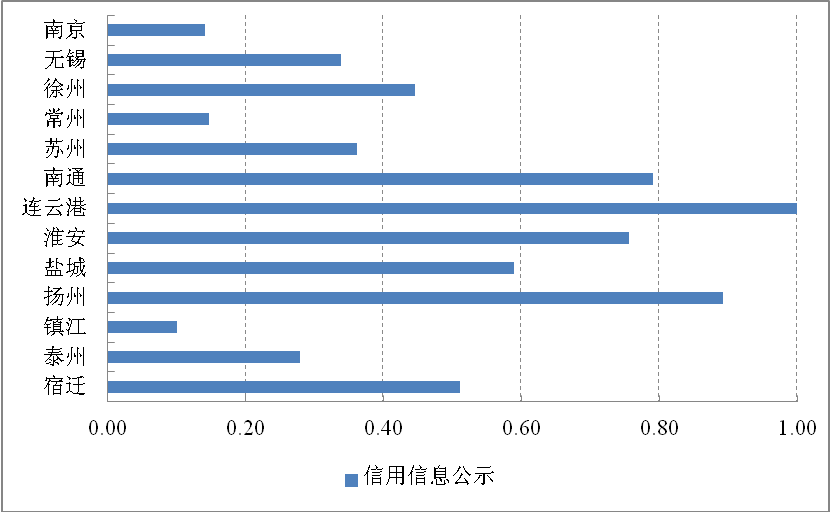 南京
无锡
徐州
常州
苏州
南通
连云港
淮安
盐城
扬州
镇江
泰州
宿迁
0.00 0.20 0.40 0.60 0.80 1.00
信用信息公示